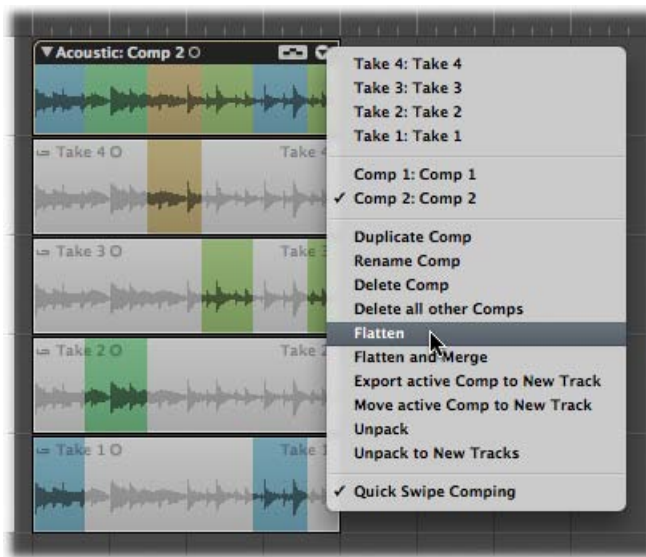 Acoustic: Comp 2
Take 4
Take 4
Take 3
Take 3
Take 2
Take 2
Take 1
Take 1
Take 4: Take 4
Take 3: Take 3
Take 2: Take 2
Take 1: Take 1
Comp 1: Comp 1
✓ Comp 2: Comp 2
Duplicate Comp
Rename Comp
Delete Comp
Delete all other Comps
Flatten
Flatten and Merge
Export active Comp to New Track
Move active Comp to New Track
Unpack
Unpack to New Tracks
✓ Quick Swipe Comping